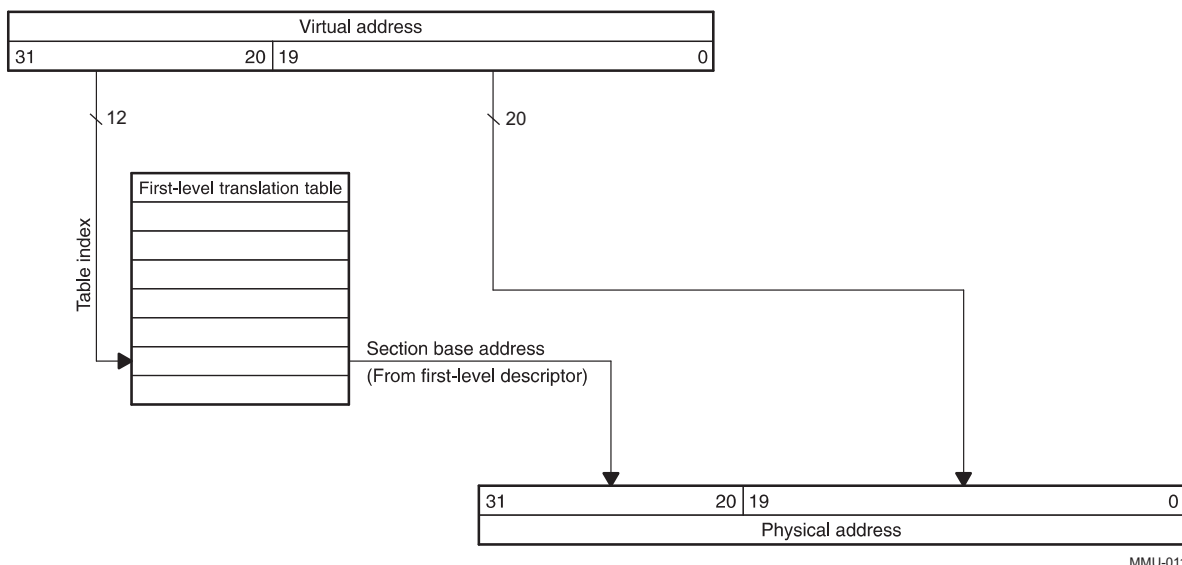 Virtual address
31 20 19 0
12
20
First-level translation table
Table index
Section base address
(From first-level descriptor)
31 20 19 0
Physical address